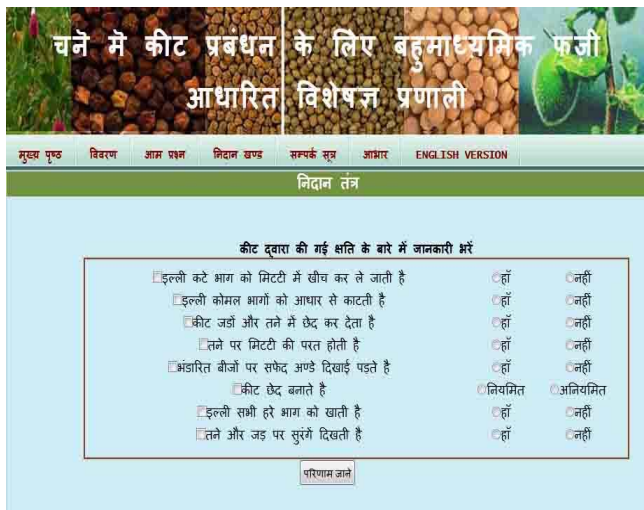 चनॆ मॆ कीट प्रबधन के लिए बहुमाध्यमिक फज़ी
आधारित विशेषज्ञ प्रणाली
मुख्य पृष्ठ विवरण आम प्रश्न निदान खण्ड सम्पर्क सूत्र आभार ENGLISH VERSION
निदान तंत्र
कीट द्वारा की गई क्षति के बारे में जानकारी भरें
इल्ली कटे भाग को मिटटी में खीच कर ले जाती है हाँ नहीं
इल्ली कोमल भागों को आधार से काटती है हाँ नहीं
कीट जडों और तने में छेद कर देता है हाँ नहीं
तने पर मिटटी की परत होती है हाँ नहीं
भंडारित बीजों पर सफेद अण्डे दिखाई पड़ते है हाँ नहीं
कीट छेद बनाते है नियमित अनियमित
इल्ली सभी हरे भाग को खाती है हाँ नहीं
तने और जड़ पर सुरंगें दिखती है हाँ नहीं
परिणाम जाने